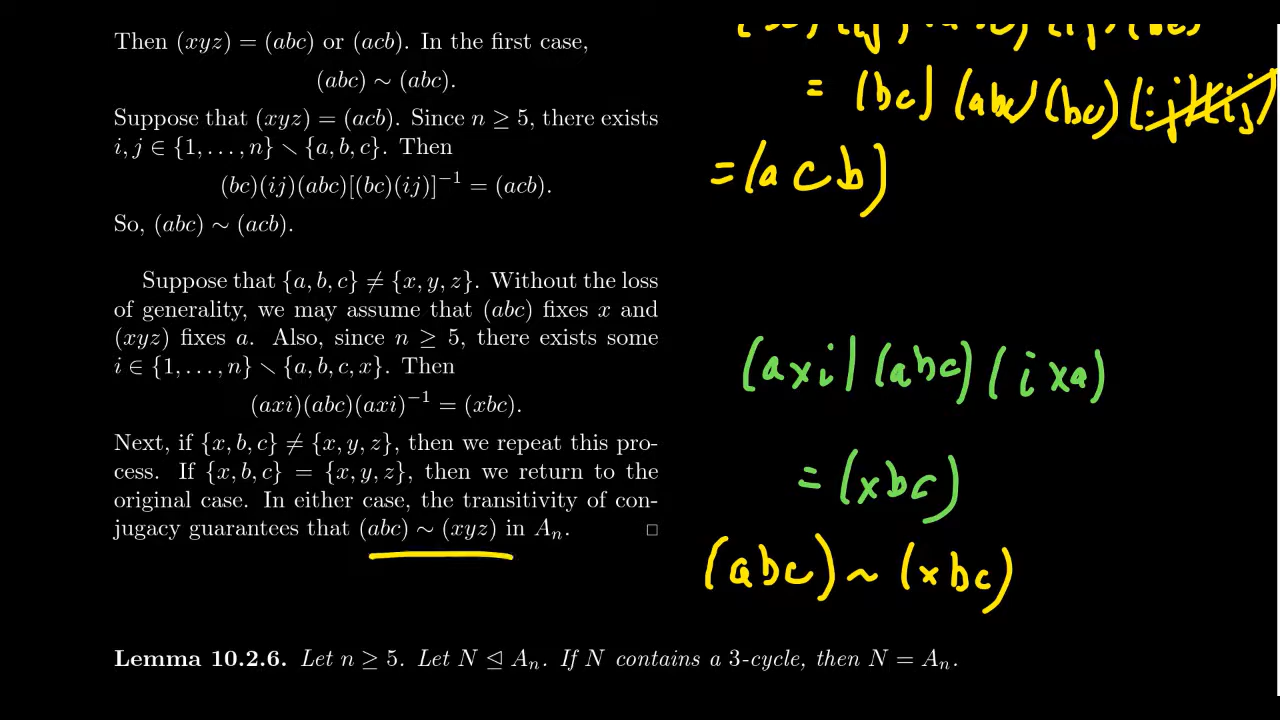 Then (xyz) = (abc) or (acb). In the first case,
(abc) ∼ (abc).
Suppose that (xyz) = (acb). Since n ≥ 5, there exists
i, j ∈ {1, . . . , n} ∖ {a, b, c}. Then
(bc)(ij)(abc)[(bc)(ij)]⁻¹ = (acb).
So, (abc) ∼ (acb).
Suppose that {a, b, c} ≠ {x, y, z}. Without the loss
of generality, we may assume that (abc) fixes x and
(xyz) fixes a. Also, since n ≥ 5, there exists some
i ∈ {1, . . . , n} ∖ {a, b, c, x}. Then
(axi)(abc)(axi)⁻¹ = (xbc).
Next, if {x, b, c} ≠ {x, y, z}, then we repeat this pro-
cess. If {x, b, c} = {x, y, z}, then we return to the
original case. In either case, the transitivity of con-
jugacy guarantees that (abc) ∼ (xyz) in Aₙ. □
= (bc) (abc) (bc) (ij)(ij)
= (a c b)
(axi) (abc) (ixa)
= (xbc)
(abc) ~ (xbc)
Lemma 10.2.6. Let n ≥ 5. Let N ⊴ Aₙ. If N contains a 3-cycle, then N = Aₙ.